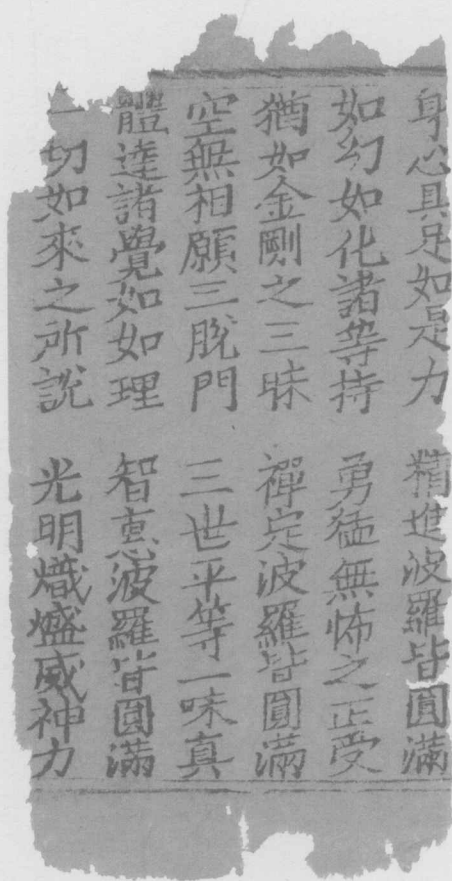 身心具足如是力　精進波羅皆圓滿
如幻如化諸等持　勇猛無怖之正受
猶如金剛之三昧　禪定波羅皆圓滿
空無相願三脫門　三世平等一味真
體達諸覺如如理　智惠波羅皆圓滿
一切如來之所說　光明熾盛威神力